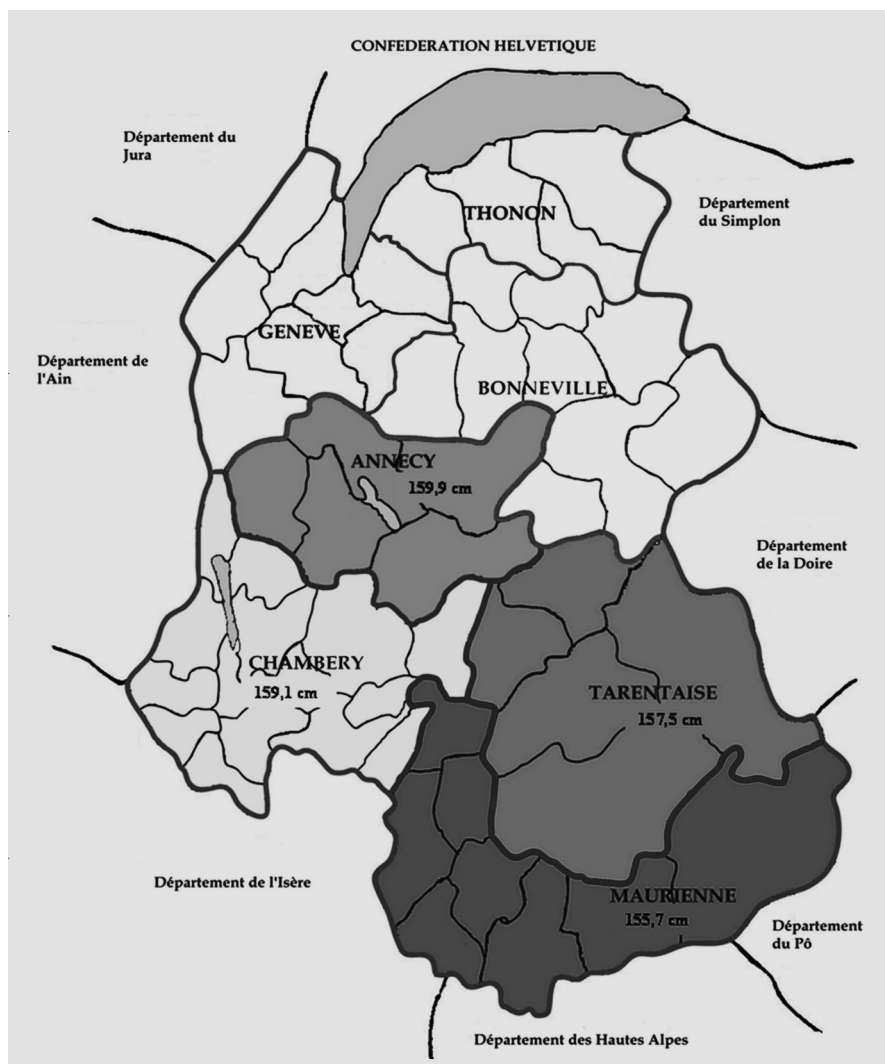 CONFEDERATION HELVETIQUE
Département du
Jura
THONON
Département
du Simplon
GENEVE
Département de
l'Ain
BONNEVILLE
ANNECY
159,9 cm
Département
de la Doire
CHAMBERY
159,1 cm
TARENTAISE
157,5 cm
Département de l'Isère
MAURIENNE
155,7 cm
Département
du Pô
Département des Hautes Alpes